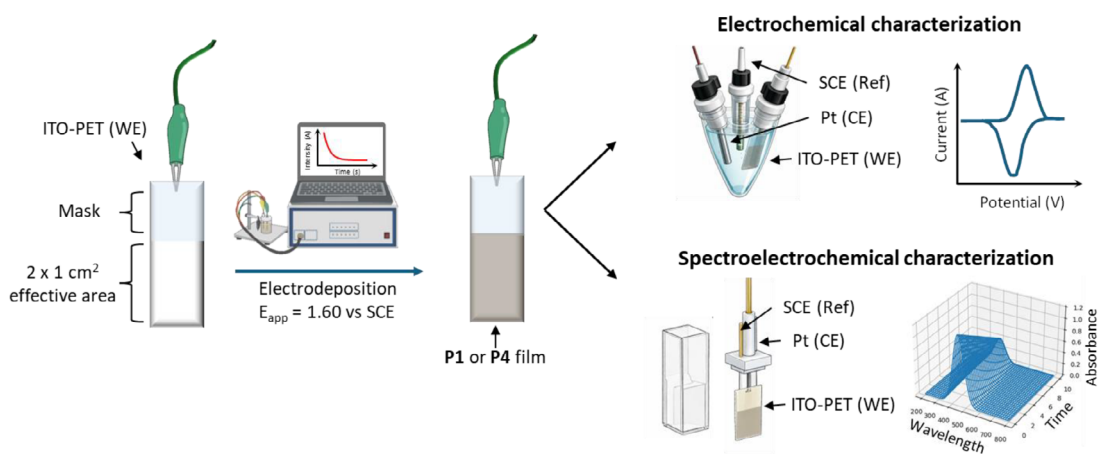 ITO-PET (WE)
Mask
2 x 1 cm²
effective area
Intensity (A)
Time (s)
Electrodeposition
E_app = 1.60 vs SCE
P1 or P4 film
Electrochemical characterization
SCE (Ref)
Pt (CE)
ITO-PET (WE)
Current (A)
Potential (V)
Spectroelectrochemical characterization
SCE (Ref)
Pt (CE)
ITO-PET (WE)
1.2
1.0
0.8
0.6
0.4
0.2
0.0
Absorbance
200 300 400 500 600 700 800
Wavelength
0 2 4 6 8 10
Time